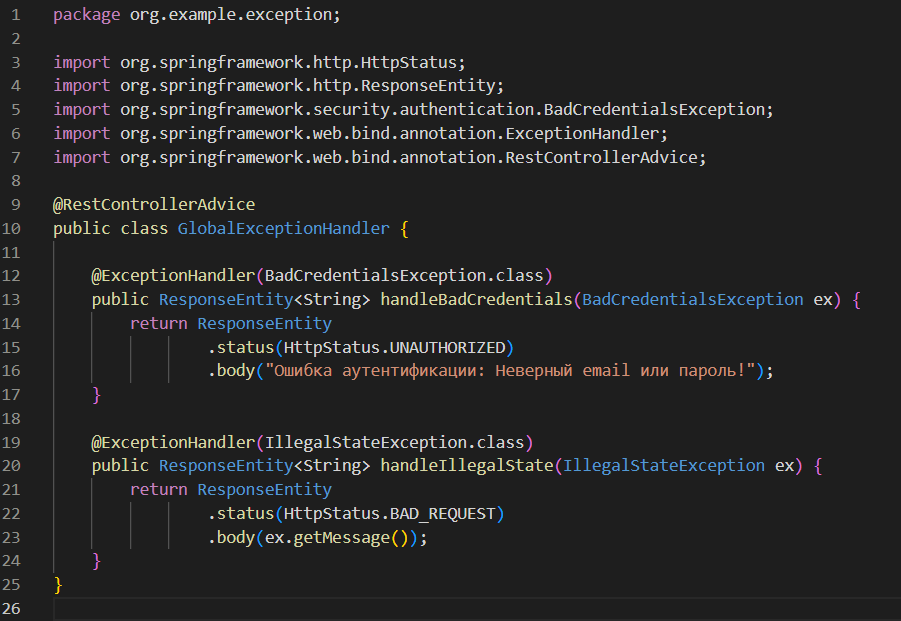 1 package org.example.exception;
2
3 import org.springframework.http.HttpStatus;
4 import org.springframework.http.ResponseEntity;
5 import org.springframework.security.authentication.BadCredentialsException;
6 import org.springframework.web.bind.annotation.ExceptionHandler;
7 import org.springframework.web.bind.annotation.RestControllerAdvice;
8
9 @RestControllerAdvice
10 public class GlobalExceptionHandler {
11
12     @ExceptionHandler(BadCredentialsException.class)
13     public ResponseEntity<String> handleBadCredentials(BadCredentialsException ex) {
14         return ResponseEntity
15                 .status(HttpStatus.UNAUTHORIZED)
16                 .body("Ошибка аутентификации: Неверный email или пароль!");
17     }
18
19     @ExceptionHandler(IllegalStateException.class)
20     public ResponseEntity<String> handleIllegalState(IllegalStateException ex) {
21         return ResponseEntity
22                 .status(HttpStatus.BAD_REQUEST)
23                 .body(ex.getMessage());
24     }
25 }
26